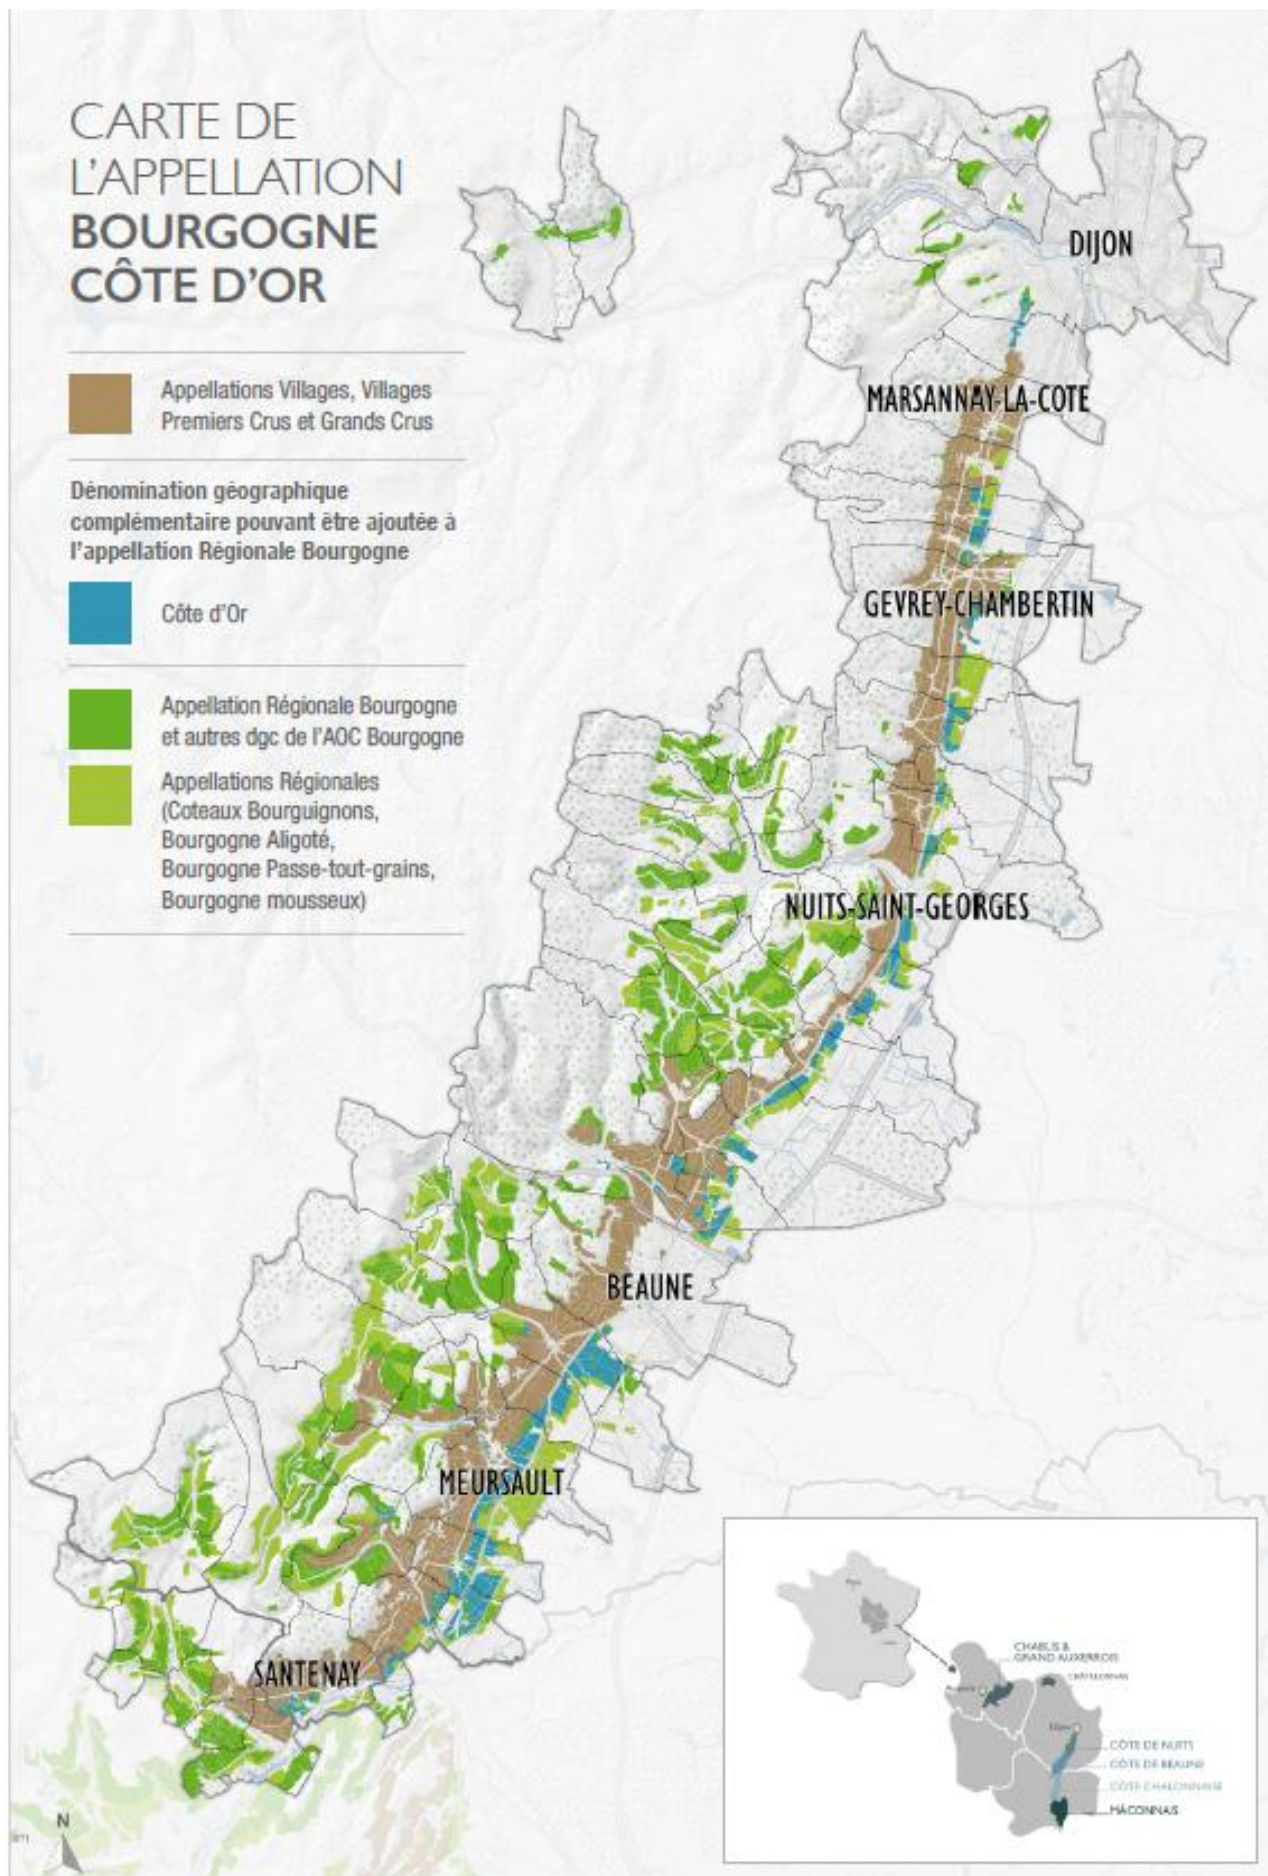 CARTE DE
L'APPELLATION
BOURGOGNE
CÔTE D'OR
Appellations Villages, Villages
Premiers Crus et Grands Crus
Dénomination géographique
complémentaire pouvant être ajoutée à
l'appellation Régionale Bourgogne
Côte d'Or
Appellation Régionale Bourgogne
et autres dgc de l'AOC Bourgogne
Appellations Régionales
(Coteaux Bourguignons,
Bourgogne Aligoté,
Bourgogne Passe-tout-grains,
Bourgogne mousseux)
DIJON
MARSANNAY-LA-COTE
GEVREY-CHAMBERTIN
NUITS-SAINT-GEORGES
BEAUNE
MEURSAULT
SANTENAY
CHABLIS &
GRAND AUXERROIS
CHÂTILLONNAIS
Dijon
CÔTE DE NUITS
CÔTE DE BEAUNE
CÔTE CHALONNAISE
MÂCONNAIS
N